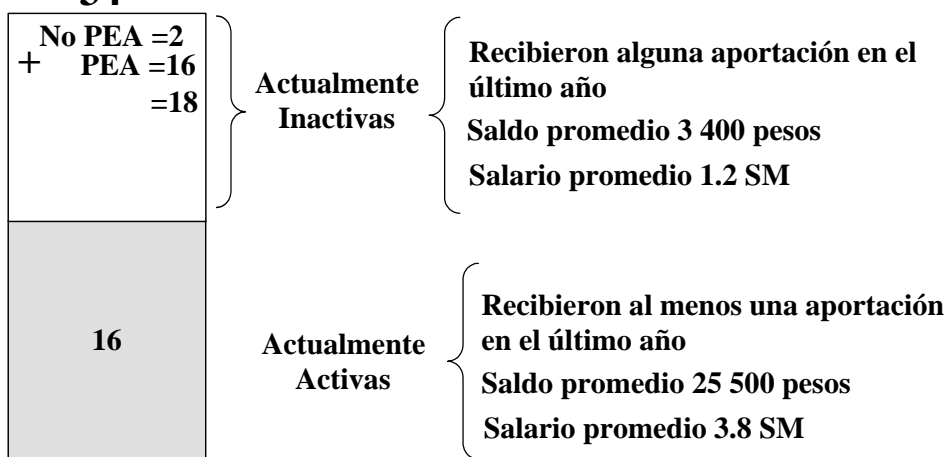 No PEA =2
+ PEA =16
=18
Actualmente
Inactivas
Recibieron alguna aportación en el
último año
Saldo promedio 3 400 pesos
Salario promedio 1.2 SM
16
Actualmente
Activas
Recibieron al menos una aportación
en el último año
Saldo promedio 25 500 pesos
Salario promedio 3.8 SM